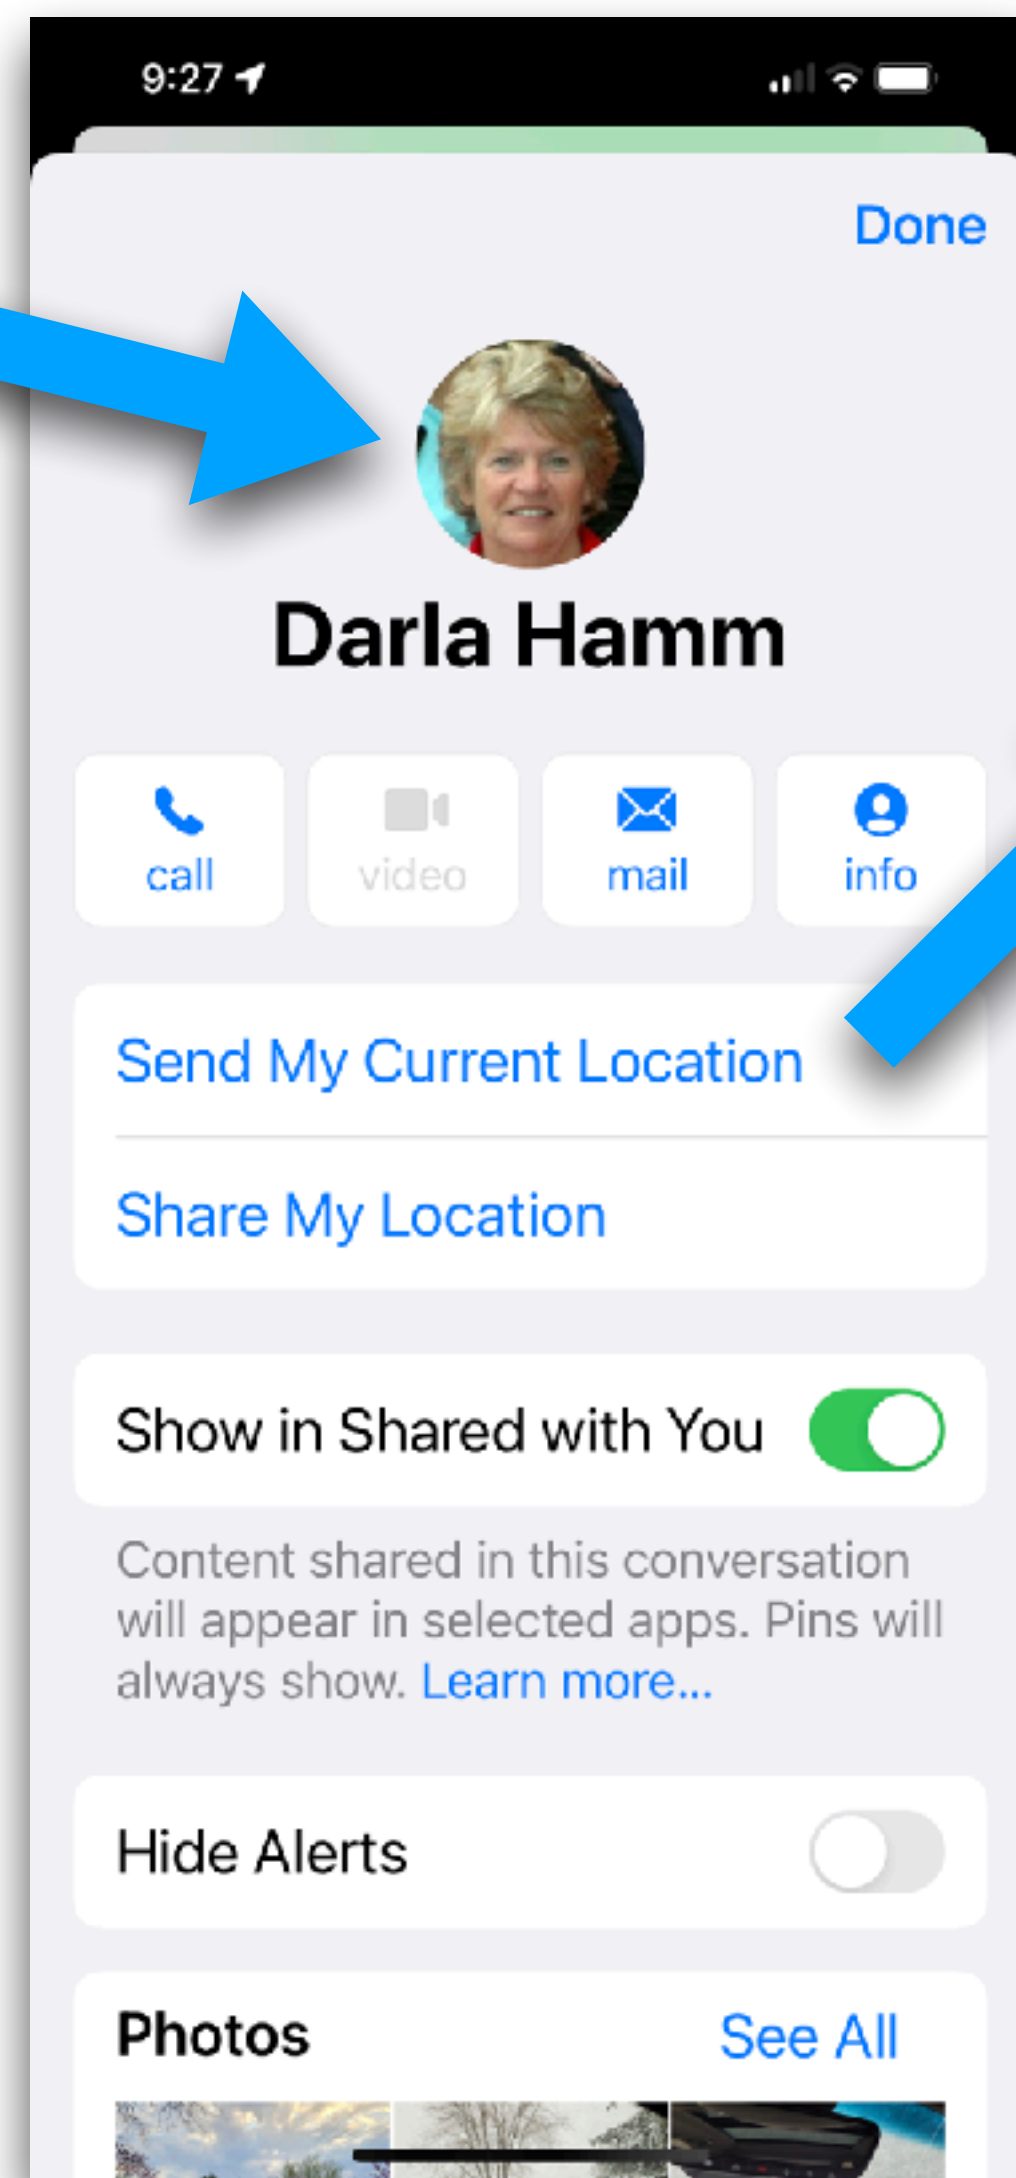 9:27
Done
Darla Hamm
call
video
mail
info
Send My Current Location
Share My Location
Show in Shared with You
Content shared in this conversation
will appear in selected apps. Pins will
always show. Learn more...
Hide Alerts
Photos
See All